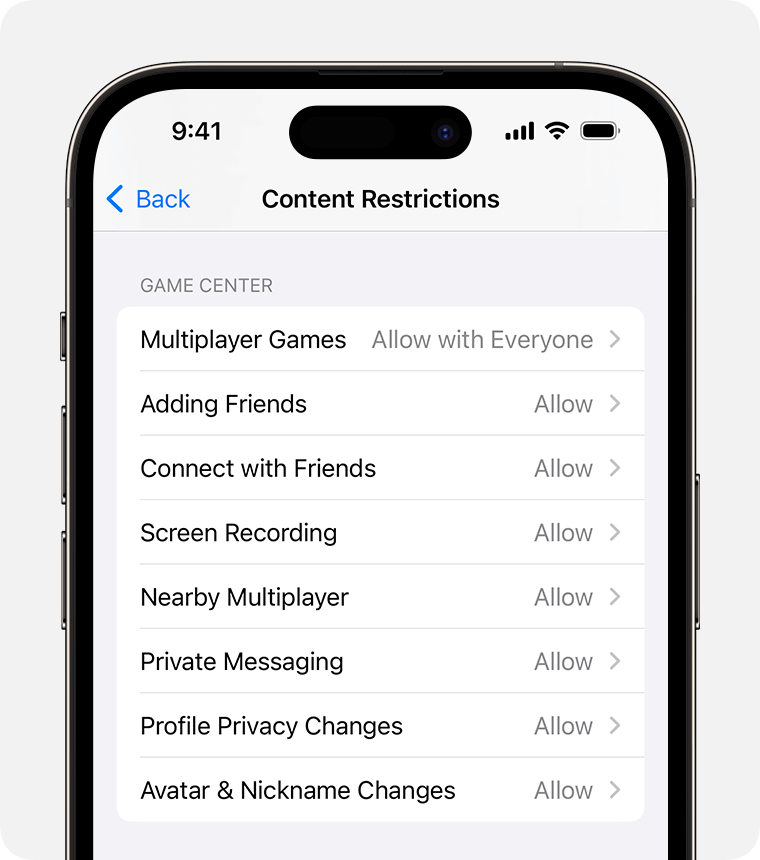 9:41
Back
Content Restrictions
GAME CENTER
Multiplayer Games Allow with Everyone
Adding Friends Allow
Connect with Friends Allow
Screen Recording Allow
Nearby Multiplayer Allow
Private Messaging Allow
Profile Privacy Changes Allow
Avatar & Nickname Changes Allow